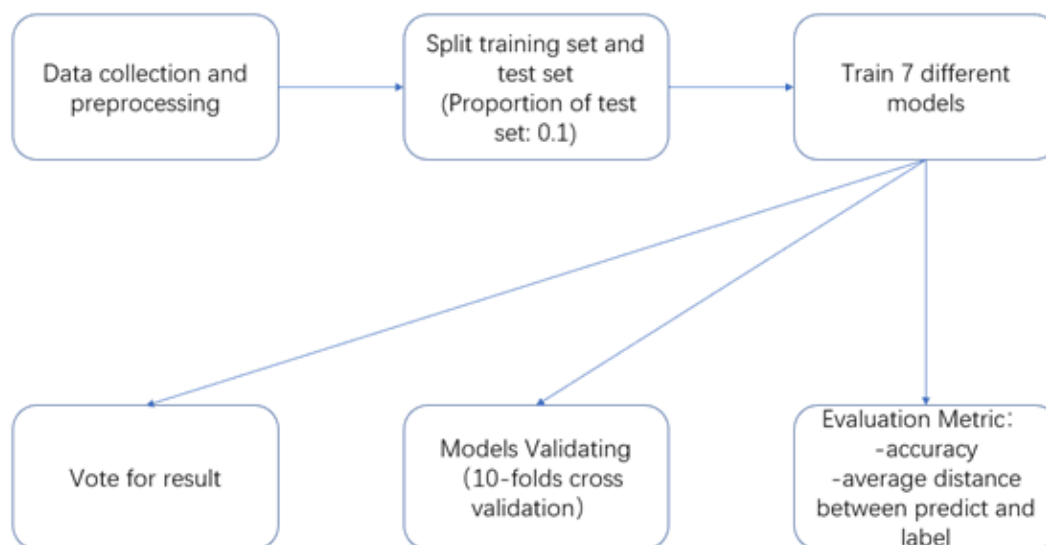 Data collection and
preprocessing
Split training set and
test set
(Proportion of test
set: 0.1)
Train 7 different
models
Vote for result
Models Validating
（10-folds cross
validation）
Evaluation Metric：
-accuracy
-average distance
between predict and
label